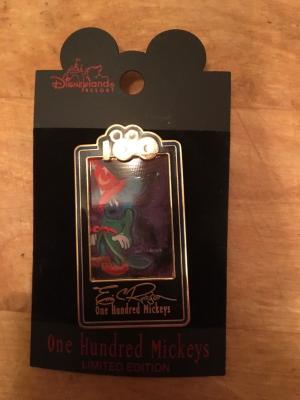 Disneyland
RESORT
100
One Hundred Mickeys
One Hundred Mickeys
LIMITED EDITION